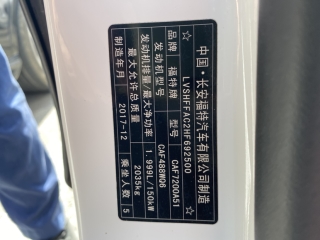 中国·长安福特汽车有限公司制造
☆ LVSHFFAC2HF692500 ☆
品牌 福特牌 型号 CAF7200A51
发动机型号 CAF488WQ6
发动机排量/最大净功率 1.999L/150kW
最大允许总质量 2035kg
制造年月 2017-12 乘坐人数 5